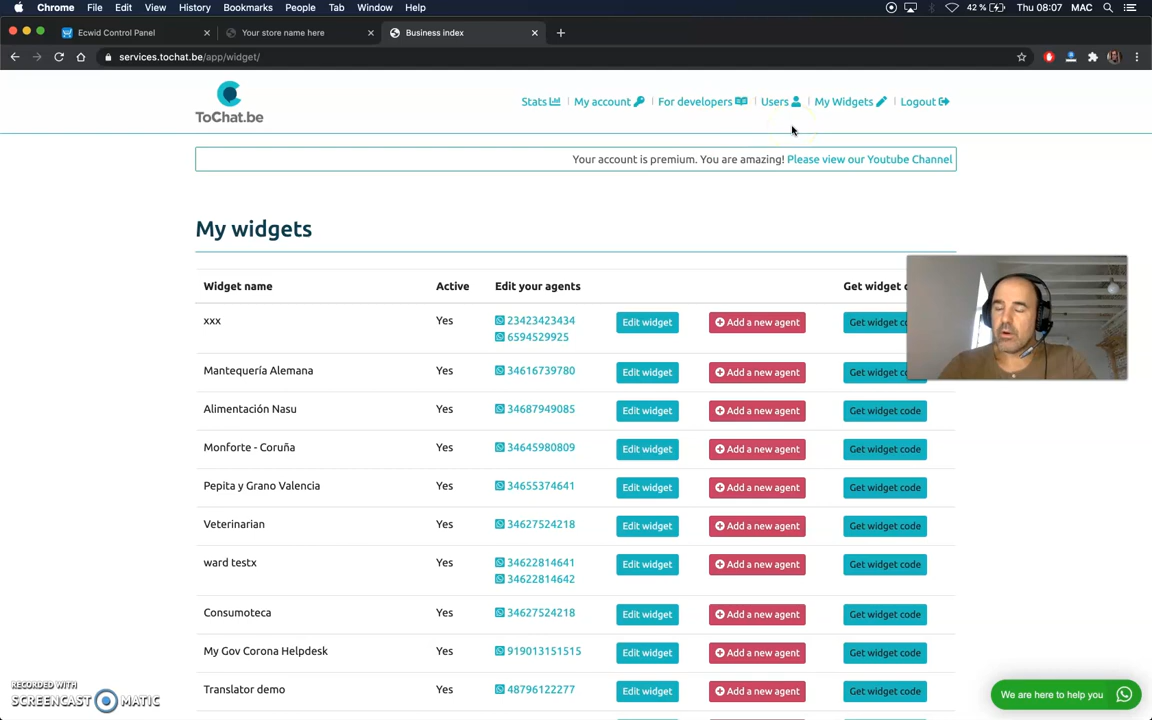 Chrome File Edit View History Bookmarks People Tab Window Help 42 % Thu 08:07 MAC
Ecwid Control Panel Your store name here Business index
services.tochat.be/app/widget/
ToChat.be
Stats My account For developers Users My Widgets Logout
Your account is premium. You are amazing! Please view our Youtube Channel
My widgets
Widget name Active Edit your agents Get widget
xxx Yes 23423423434 Edit widget Add a new agent Get widget
6594529925
Mantequería Alemana Yes 34616739780 Edit widget Add a new agent Get widget
Alimentación Nasu Yes 34687949085 Edit widget Add a new agent Get widget code
Monforte - Coruña Yes 34645980809 Edit widget Add a new agent Get widget code
Pepita y Grano Valencia Yes 34655374641 Edit widget Add a new agent Get widget code
Veterinarian Yes 34627524218 Edit widget Add a new agent Get widget code
ward testx Yes 34622814641 Edit widget Add a new agent Get widget code
34622814642
Consumoteca Yes 34627524218 Edit widget Add a new agent Get widget code
My Gov Corona Helpdesk Yes 919013151515 Edit widget Add a new agent Get widget code
Translator demo Yes 48796122277 Edit widget Add a new agent Get widget code
We are here to help you
RECORDED WITH
SCREENCAST MATIC